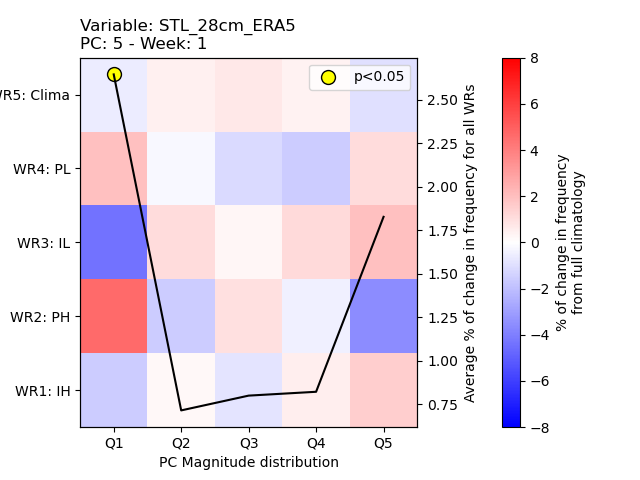 Variable: STL_28cm_ERA5
PC: 5 - Week: 1
p<0.05
WR5: Clima
WR4: PL
WR3: IL
WR2: PH
WR1: IH
Q1 Q2 Q3 Q4 Q5
PC Magnitude distribution
2.50
2.25
2.00
1.75
1.50
1.25
1.00
0.75
Average % of change in frequency for all WRs
8
6
4
2
0
−2
−4
−6
−8
% of change in frequency
from full climatology